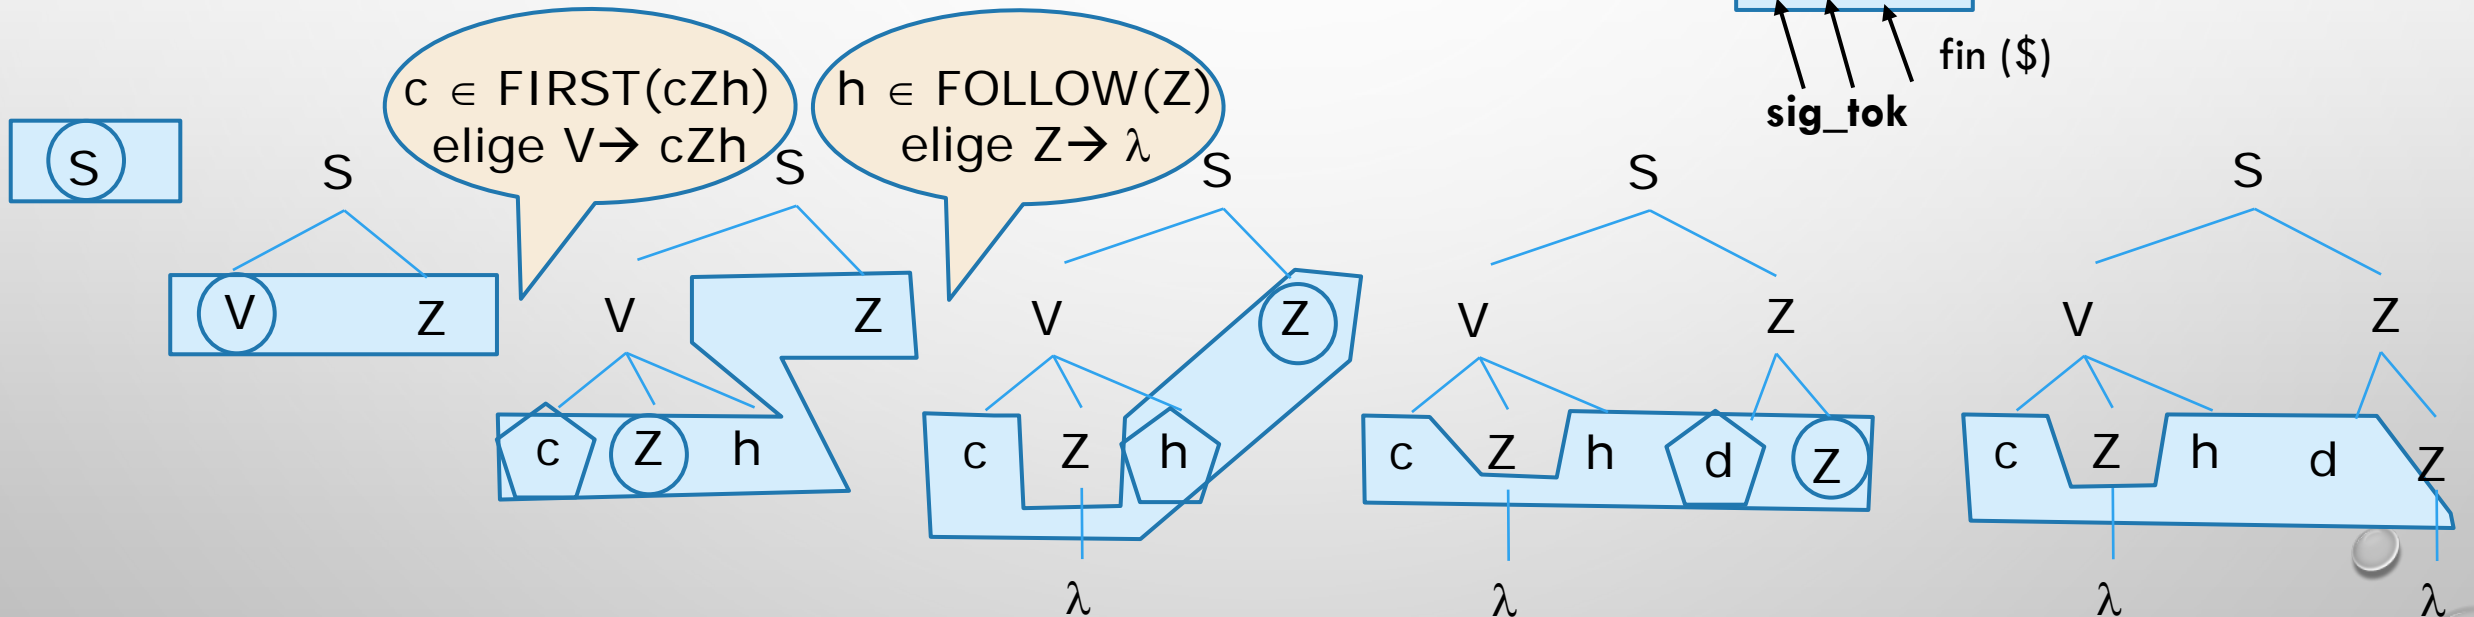 fin ($)
sig_tok
c ∈ FIRST(cZh)
elige V→ cZh
h ∈ FOLLOW(Z)
elige Z→ λ
S
S
V Z
S
V Z
c Z h
S
V Z
c Z h
λ
S
V Z
c Z h d Z
λ
S
V Z
c Z h d Z
λ λ